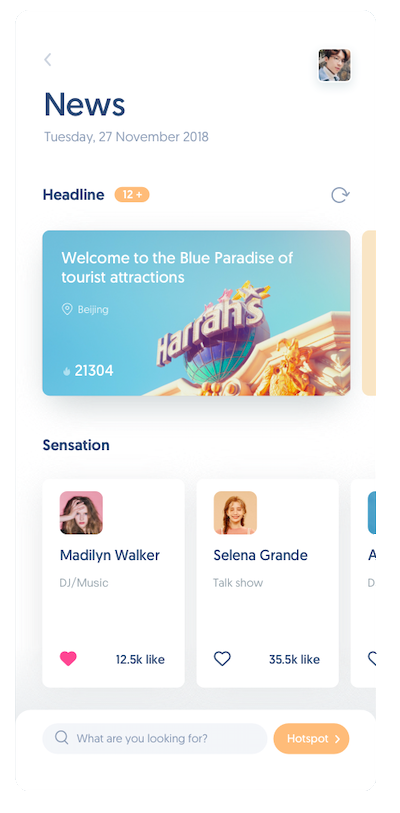 News
Tuesday, 27 November 2018
Headline
12 +
Welcome to the Blue Paradise of
tourist attractions
Harrah's
Beijing
21304
Sensation
Madilyn Walker
DJ/Music
12.5k like
Selena Grande
Talk show
35.5k like
A
D
What are you looking for?
Hotspot